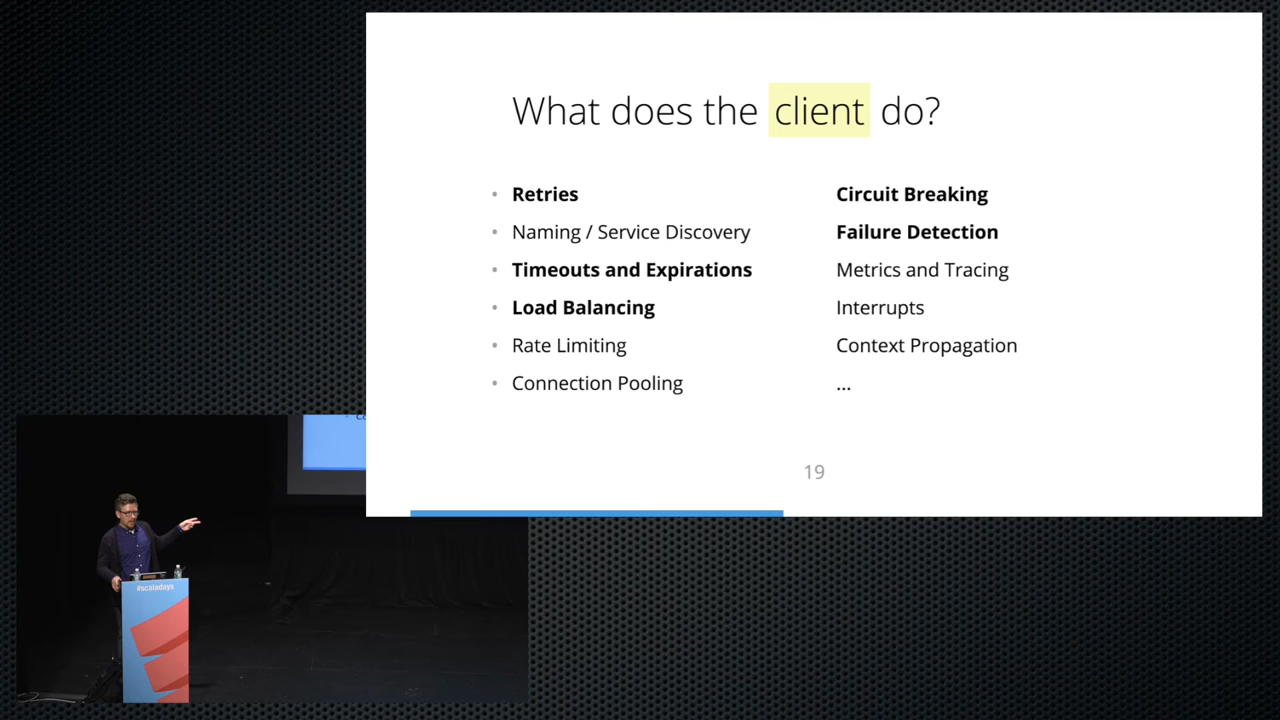 What does the client do?
• Retries
• Naming / Service Discovery
• Timeouts and Expirations
• Load Balancing
• Rate Limiting
• Connection Pooling
Circuit Breaking
Failure Detection
Metrics and Tracing
Interrupts
Context Propagation
...
19
#scaladays